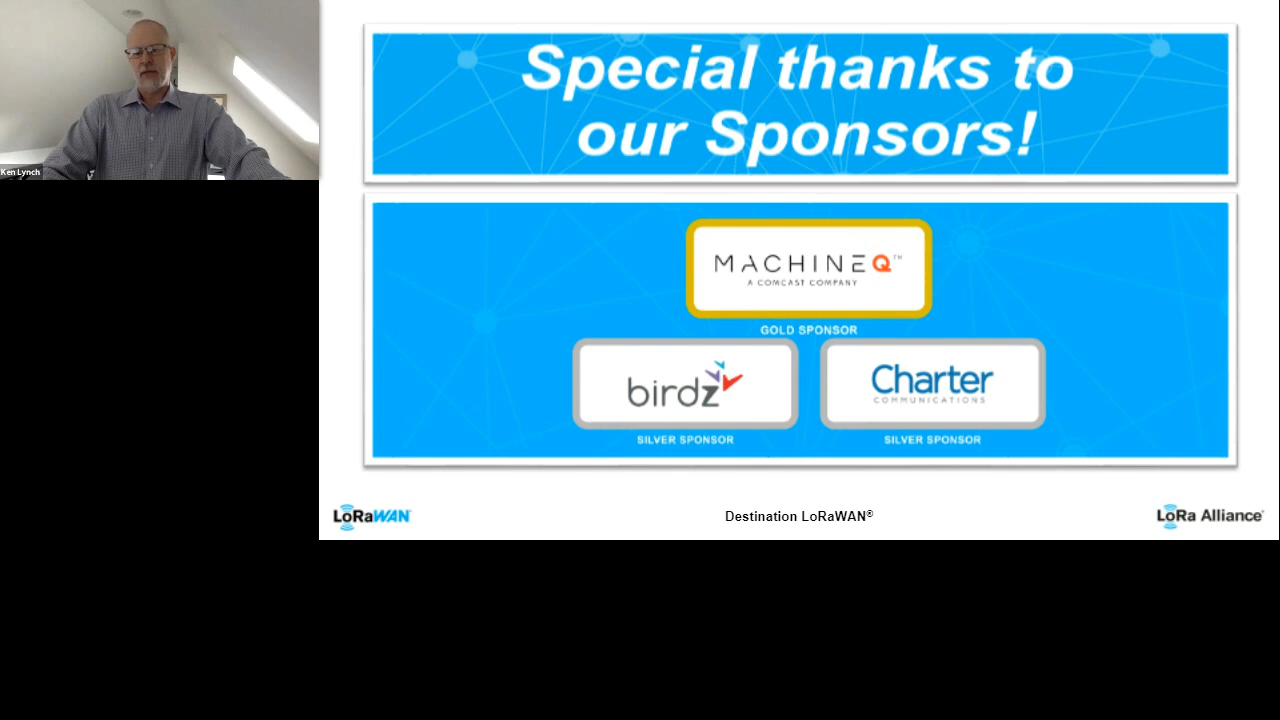 Ken Lynch
Special thanks to
our Sponsors!
MACHINEQ™
A COMCAST COMPANY
GOLD SPONSOR
birdz
SILVER SPONSOR
Charter
COMMUNICATIONS
SILVER SPONSOR
LoRaWAN
Destination LoRaWAN®
LoRa Alliance